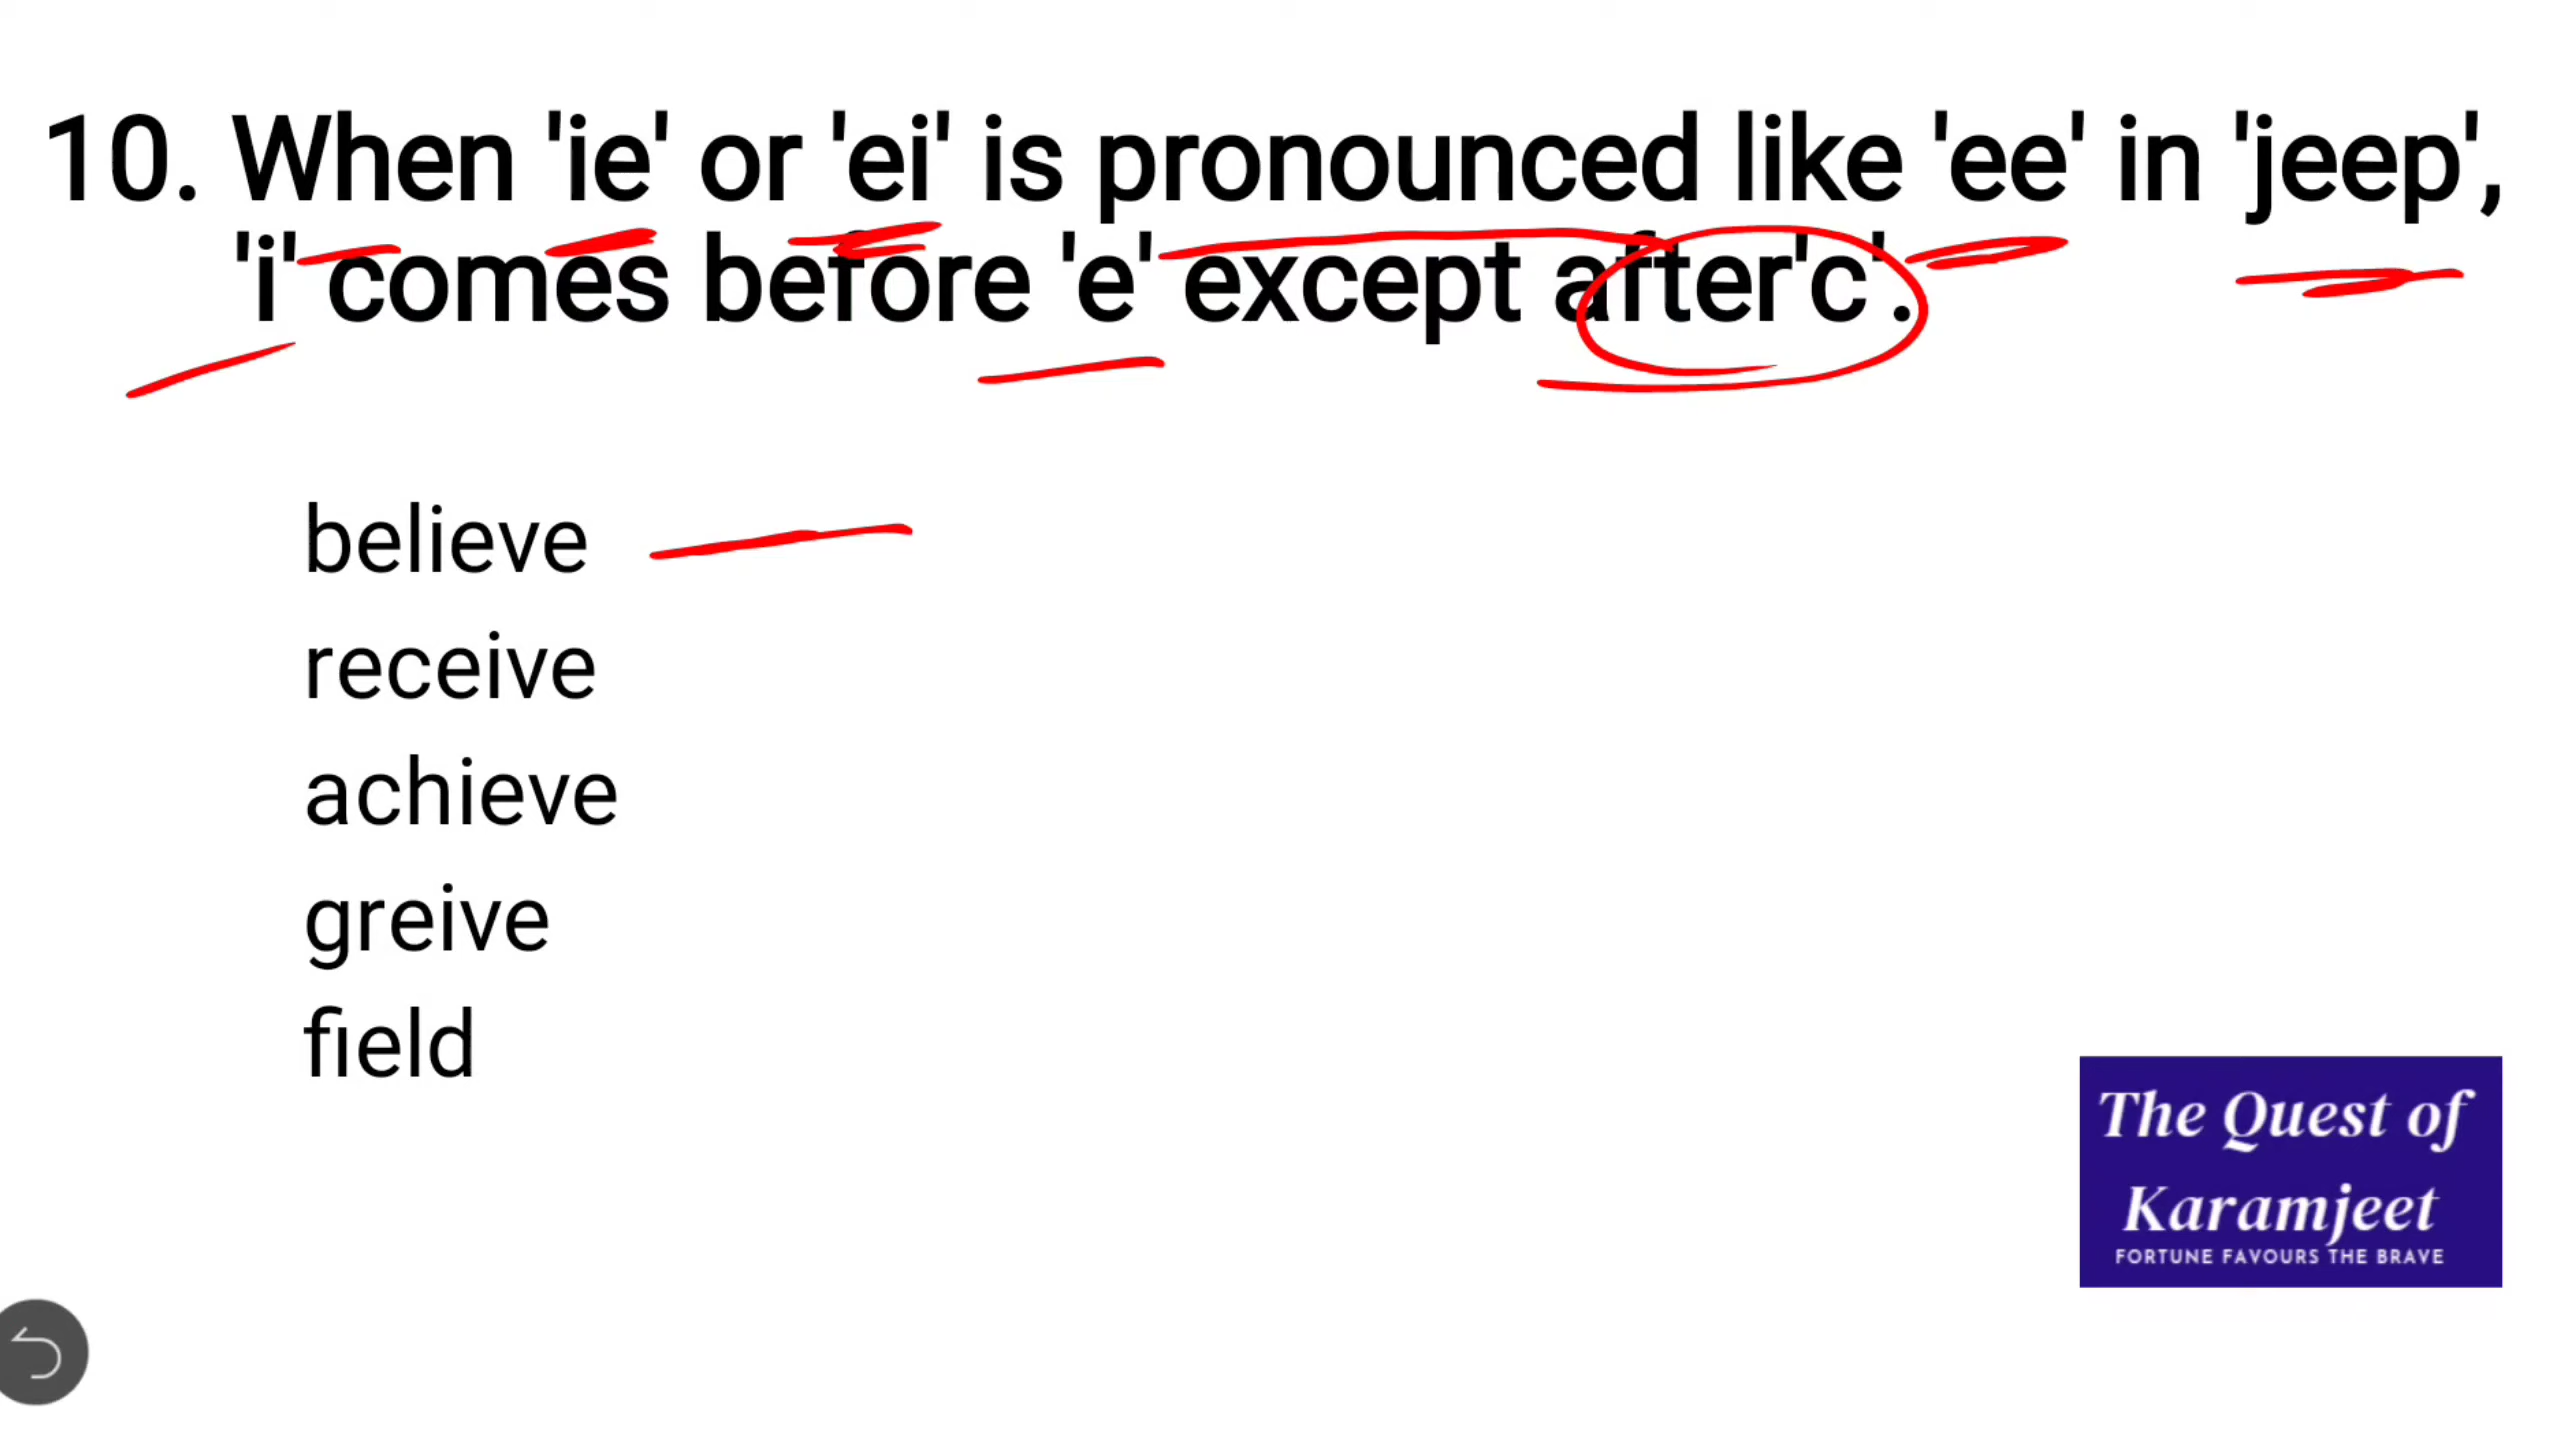 10. When 'ie' or 'ei' is pronounced like 'ee' in 'jeep',
'i' comes before 'e' except after'c'.
believe
receive
achieve
greive
field
The Quest of
Karamjeet
FORTUNE FAVOURS THE BRAVE